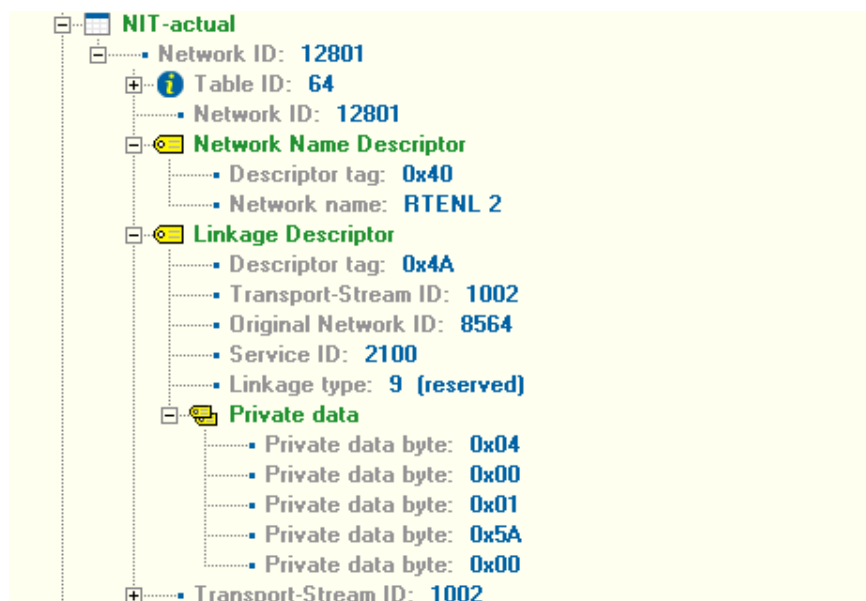 NIT-actual
Network ID: 12801
Table ID: 64
Network ID: 12801
Network Name Descriptor
Descriptor tag: 0x40
Network name: RTENL 2
Linkage Descriptor
Descriptor tag: 0x4A
Transport-Stream ID: 1002
Original Network ID: 8564
Service ID: 2100
Linkage type: 9 (reserved)
Private data
Private data byte: 0x04
Private data byte: 0x00
Private data byte: 0x01
Private data byte: 0x5A
Private data byte: 0x00
Transport-Stream ID: 1002